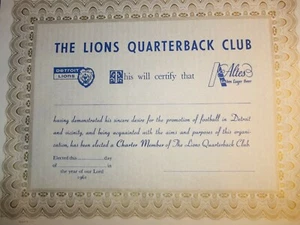 THE LIONS QUARTERBACK CLUB
DETROIT
LIONS
This will certify that
Altes
Lager Beer
having demonstrated his sincere desire for the promotion of football in Detroit
and vicinity, and being acquainted with the aims and purposes of this organi-
zation, has been elected a Charter Member of The Lions Quarterback Club
Elected this day
of in
the year of our Lord
1961